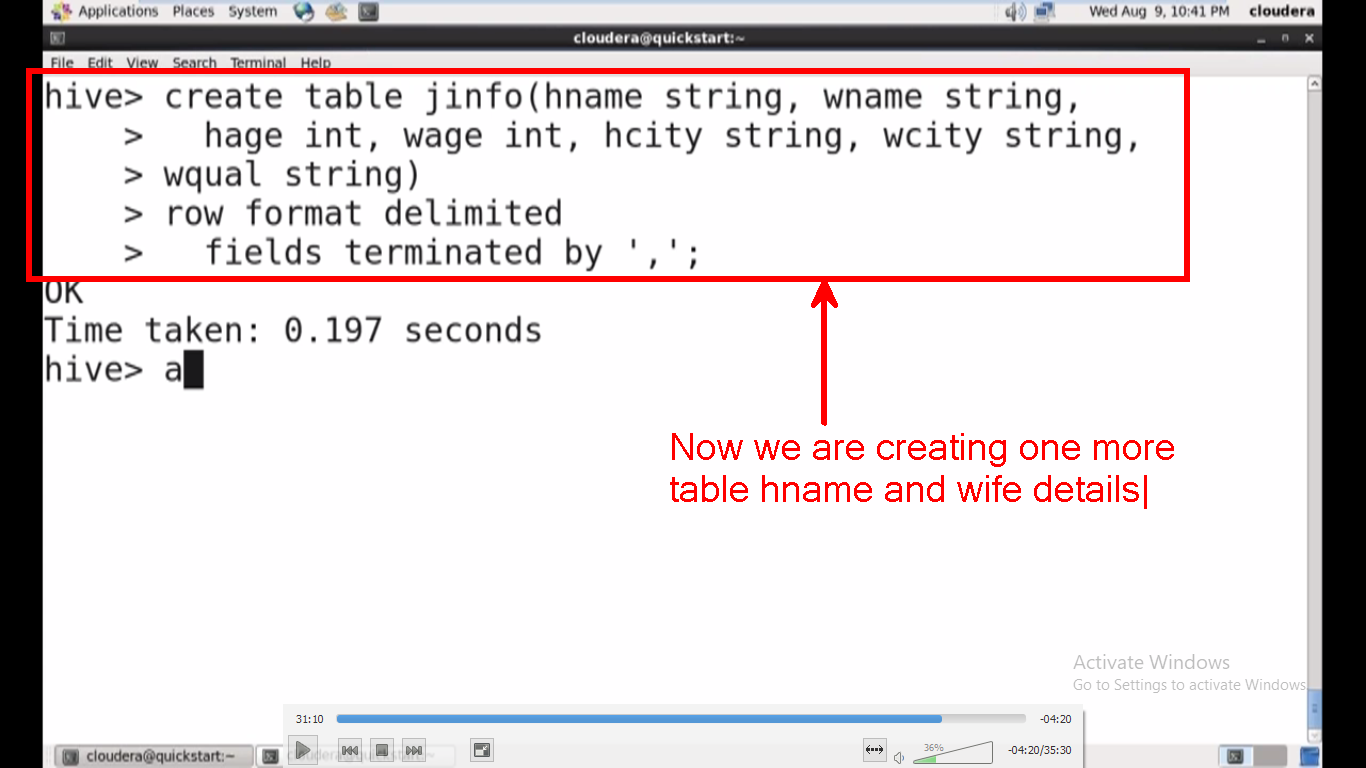 Applications Places System
Wed Aug 9, 10:41 PM cloudera
cloudera@quickstart:~
File Edit View Search Terminal Help
hive> create table jinfo(hname string, wname string,
> hage int, wage int, hcity string, wcity string,
> wqual string)
> row format delimited
> fields terminated by ',';
OK
Time taken: 0.197 seconds
hive> a
Now we are creating one more
table hname and wife details|
Activate Windows
Go to Settings to activate Windows.
31:10
-04:20
36%
-04:20/35:30
cloudera@quickstart:~
cloudera@quickstart:~